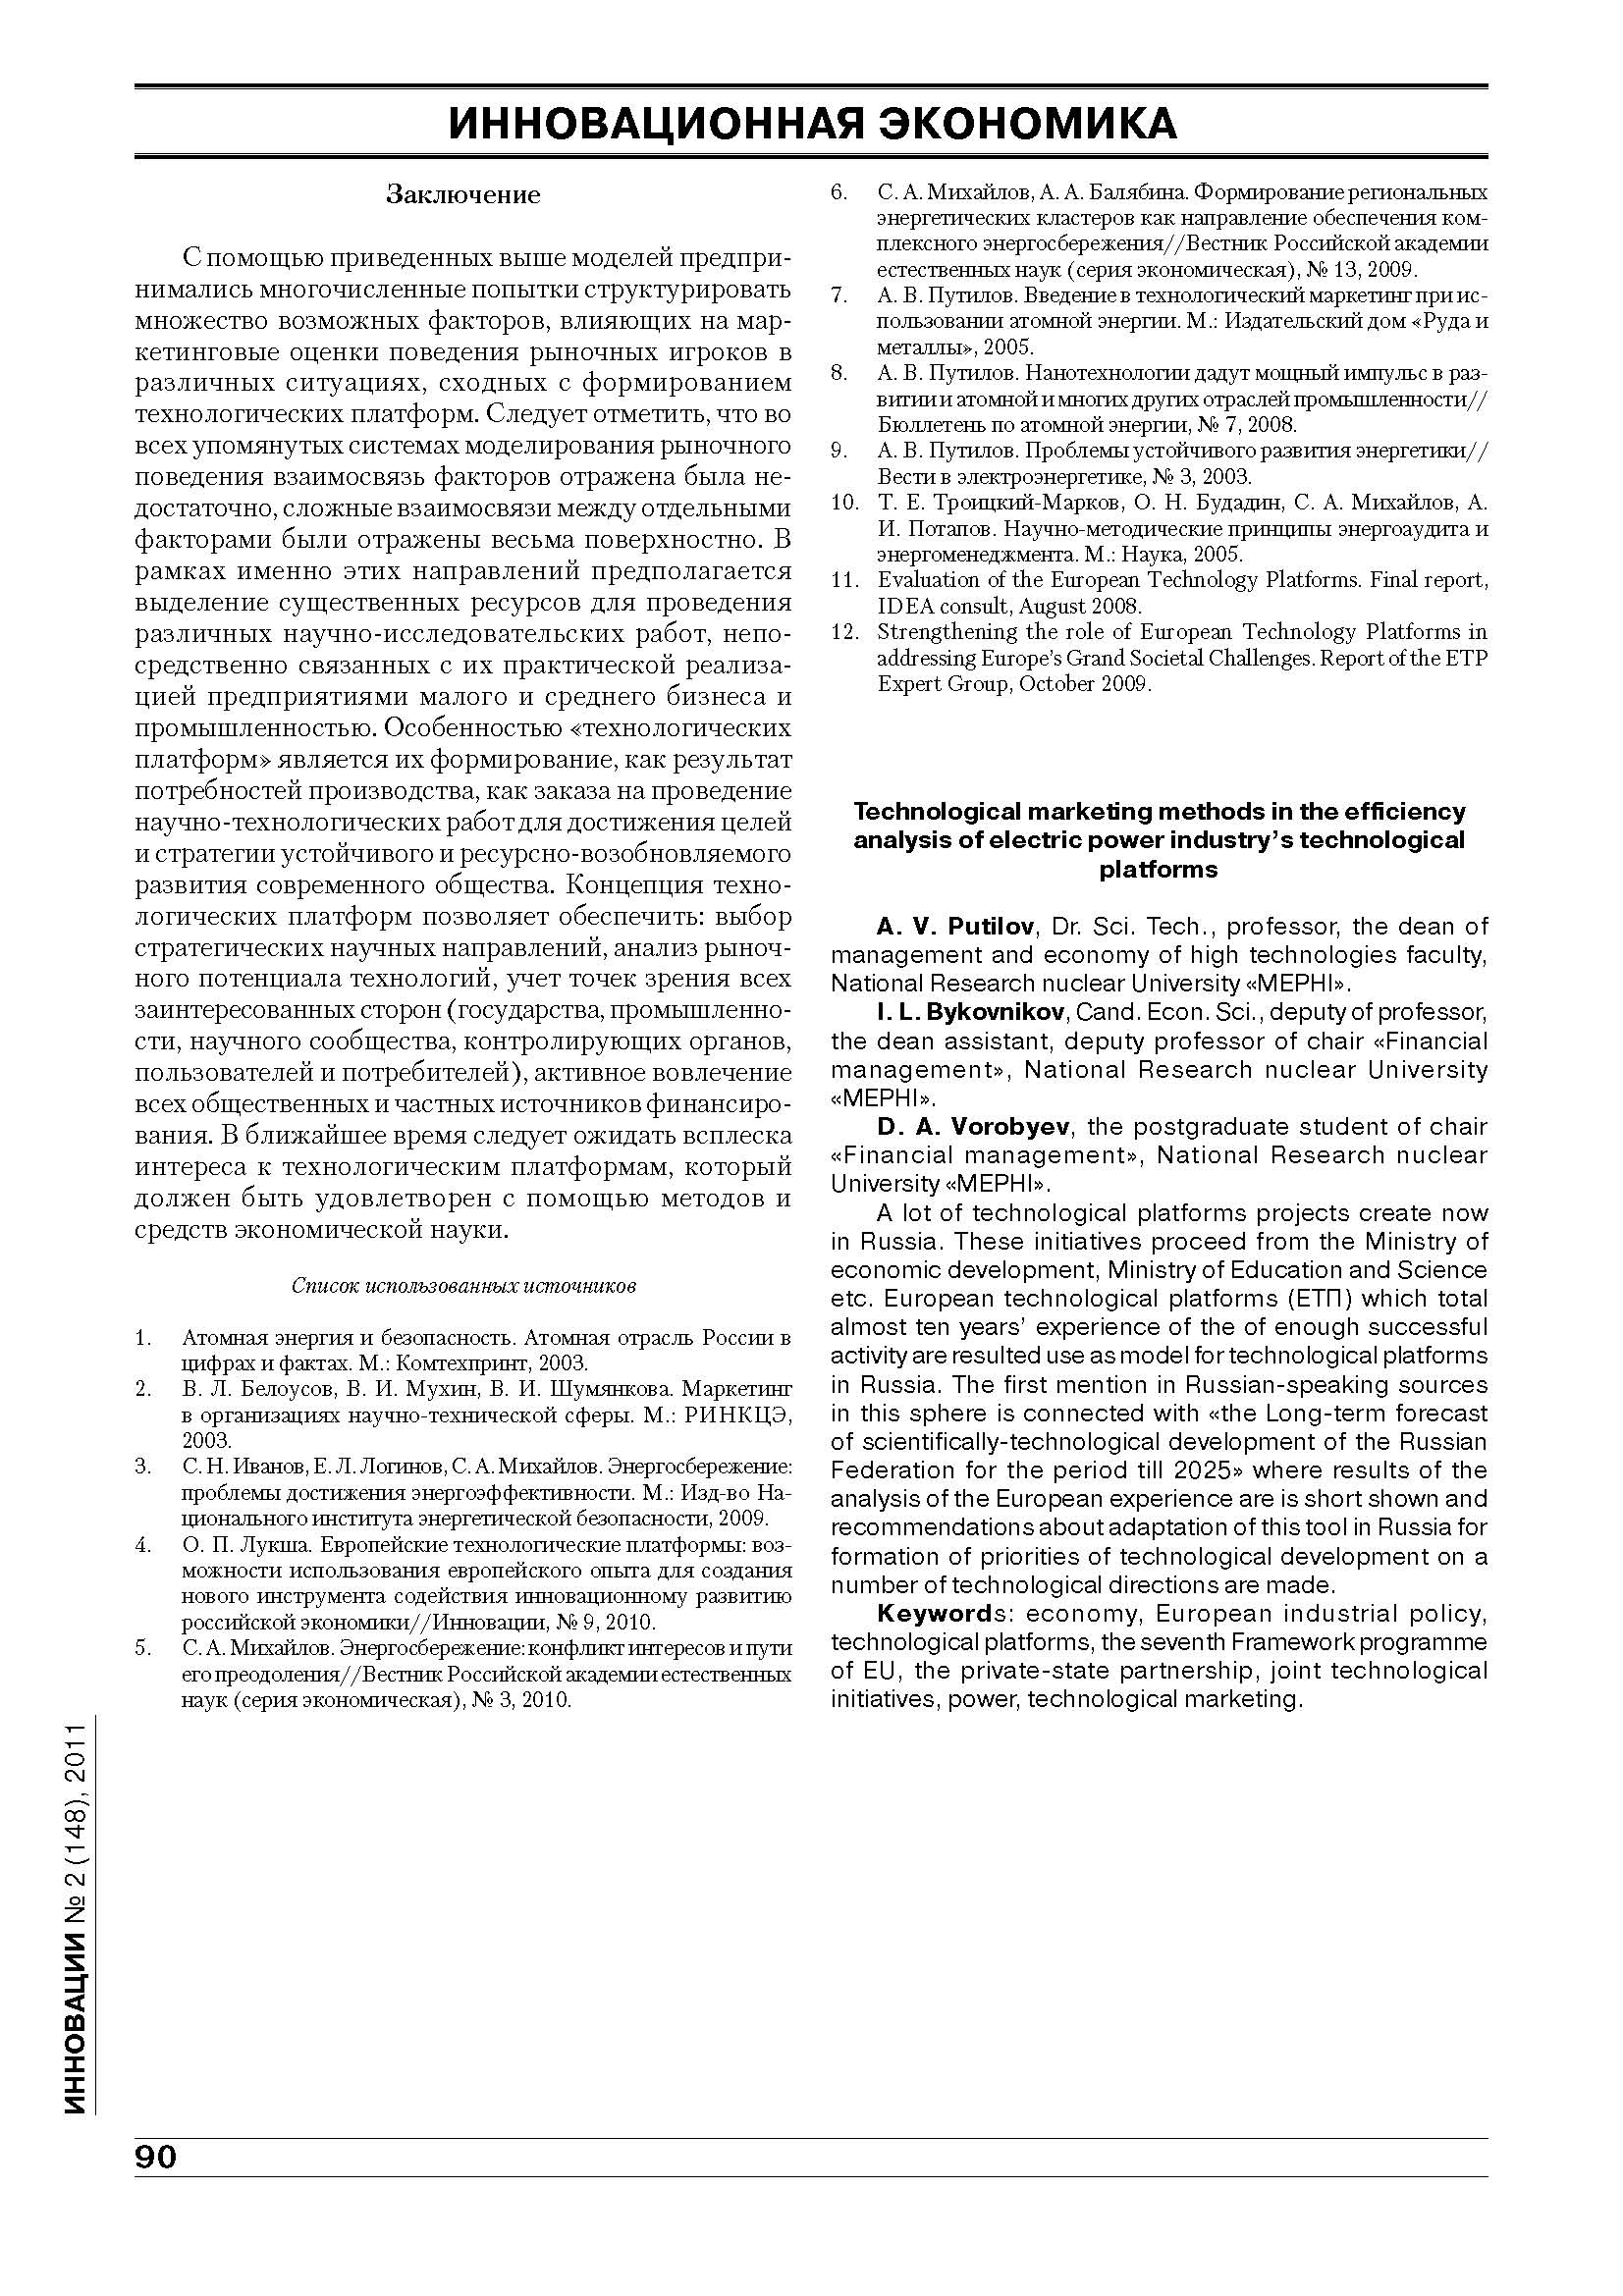 ИННОВАЦИОННАЯ ЭКОНОМИКА
Заключение
С помощью приведенных выше моделей предпри-
нимались многочисленные попытки структурировать
множество возможных факторов, влияющих на мар-
кетинговые оценки поведения рыночных игроков в
различных ситуациях, сходных с формированием
технологических платформ. Следует отметить, что во
всех упомянутых системах моделирования рыночного
поведения взаимосвязь факторов отражена была не-
достаточно, сложные взаимосвязи между отдельными
факторами были отражены весьма поверхностно. В
рамках именно этих направлений предполагается
выделение существенных ресурсов для проведения
различных научно-исследовательских работ, непо-
средственно связанных с их практической реализа-
цией предприятиями малого и среднего бизнеса и
промышленностью. Особенностью «технологических
платформ» является их формирование, как результат
потребностей производства, как заказа на проведение
научно-технологических работ для достижения целей
и стратегии устойчивого и ресурсно-возобновляемого
развития современного общества. Концепция техно-
логических платформ позволяет обеспечить: выбор
стратегических научных направлений, анализ рыноч-
ного потенциала технологий, учет точек зрения всех
заинтересованных сторон (государства, промышленно-
сти, научного сообщества, контролирующих органов,
пользователей и потребителей), активное вовлечение
всех общественных и частных источников финансиро-
вания. В ближайшее время следует ожидать всплеска
интереса к технологическим платформам, который
должен быть удовлетворен с помощью методов и
средств экономической науки.
Список использованных источников
1. Атомная энергия и безопасность. Атомная отрасль России в
цифрах и фактах. М.: Комтехпринт, 2003.
2. В. Л. Белоусов, В. И. Мухин, В. И. Шумянкова. Маркетинг
в организациях научно-технической сферы. М.: РИНКЦЭ,
2003.
3. С. Н. Иванов, Е. Л. Логинов, С. А. Михайлов. Энергосбережение:
проблемы достижения энергоэффективности. М.: Изд-во На-
ционального института энергетической безопасности, 2009.
4. О. П. Лукша. Европейские технологические платформы: воз-
можности использования европейского опыта для создания
нового инструмента содействия инновационному развитию
российской экономики//Инновации, № 9, 2010.
5. С. А. Михайлов. Энергосбережение: конфликт интересов и пути
его преодоления//Вестник Российской академии естественных
наук (серия экономическая), № 3, 2010.
6. С. А. Михайлов, А. А. Балябина. Формирование региональных
энергетических кластеров как направление обеспечения ком-
плексного энергосбережения//Вестник Российской академии
естественных наук (серия экономическая), № 13, 2009.
7. А. В. Путилов. Введение в технологический маркетинг при ис-
пользовании атомной энергии. М.: Издательский дом «Руда и
металлы», 2005.
8. А. В. Путилов. Нанотехнологии дадут мощный импульс в раз-
витии и атомной и многих других отраслей промышленности//
Бюллетень по атомной энергии, № 7, 2008.
9. А. В. Путилов. Проблемы устойчивого развития энергетики//
Вести в электроэнергетике, № 3, 2003.
10. Т. Е. Троицкий-Марков, О. Н. Будадин, С. А. Михайлов, А.
И. Потапов. Научно-методические принципы энергоаудита и
энергоменеджмента. М.: Наука, 2005.
11. Evaluation of the European Technology Platforms. Final report,
IDEA consult, August 2008.
12. Strengthening the role of European Technology Platforms in
addressing Europe’s Grand Societal Challenges. Report of the ETP
Expert Group, October 2009.
Technological marketing methods in the efficiency
analysis of electric power industry’s technological
platforms
A. V. Putilov, Dr. Sci. Tech., professor, the dean of
management and economy of high technologies faculty,
National Research nuclear University «MEPHI».
I. L. Bykovnikov, Cand. Econ. Sci., deputy of professor,
the dean assistant, deputy professor of chair «Financial
management», National Research nuclear University
«MEPHI».
D. A. Vorobyev, the postgraduate student of chair
«Financial management», National Research nuclear
University «MEPHI».
A lot of technological platforms projects create now
in Russia. These initiatives proceed from the Ministry of
economic development, Ministry of Education and Science
etc. European technological platforms (ETП) which total
almost ten years’ experience of the of enough successful
activity are resulted use as model for technological platforms
in Russia. The first mention in Russian-speaking sources
in this sphere is connected with «the Long-term forecast
of scientifically-technological development of the Russian
Federation for the period till 2025» where results of the
analysis of the European experience are is short shown and
recommendations about adaptation of this tool in Russia for
formation of priorities of technological development on a
number of technological directions are made.
Keywords: economy, European industrial policy,
technological platforms, the seventh Framework programme
of EU, the private-state partnership, joint technological
initiatives, power, technological marketing.
ИННОВАЦИИ № 2 (148), 2011
90